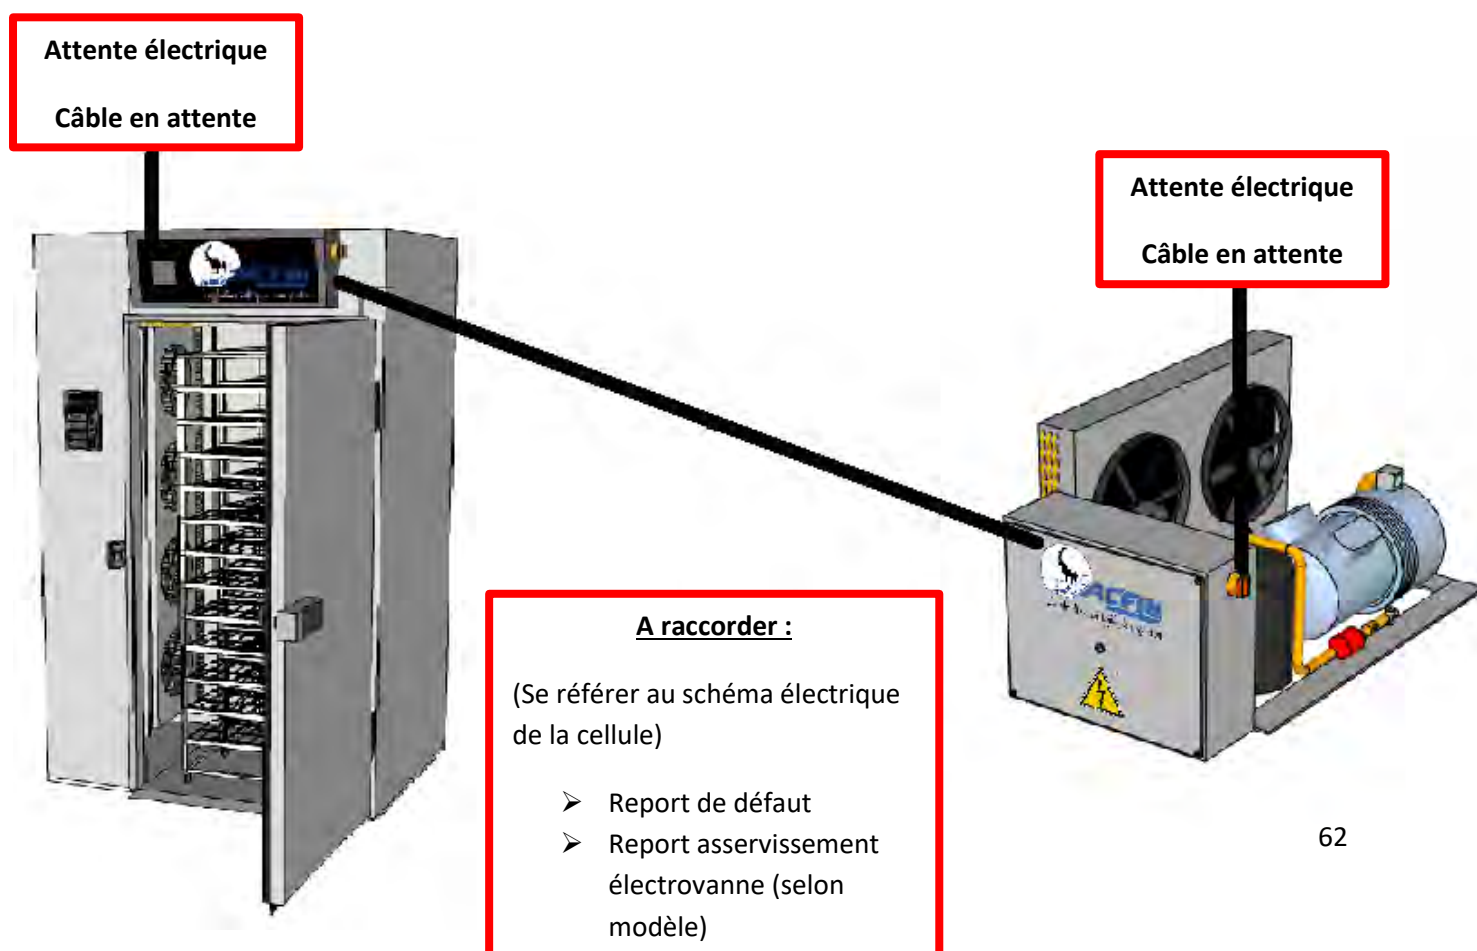 Attente électrique
Câble en attente
Attente électrique
Câble en attente
A raccorder :
(Se référer au schéma électrique
de la cellule)
➢ Report de défaut
➢ Report asservissement
électrovanne (selon
modèle)
62